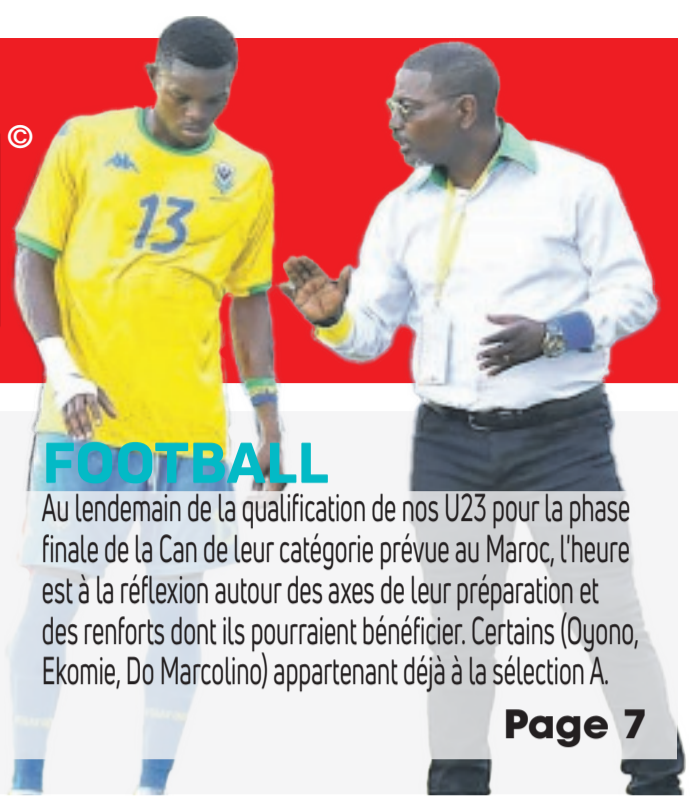 ©
13
FOOTBALL
Au lendemain de la qualification de nos U23 pour la phase
finale de la Can de leur catégorie prévue au Maroc, l'heure
est à la réflexion autour des axes de leur préparation et
des renforts dont ils pourraient bénéficier. Certains (Oyono,
Ekomie, Do Marcolino) appartenant déjà à la sélection A.
Page 7